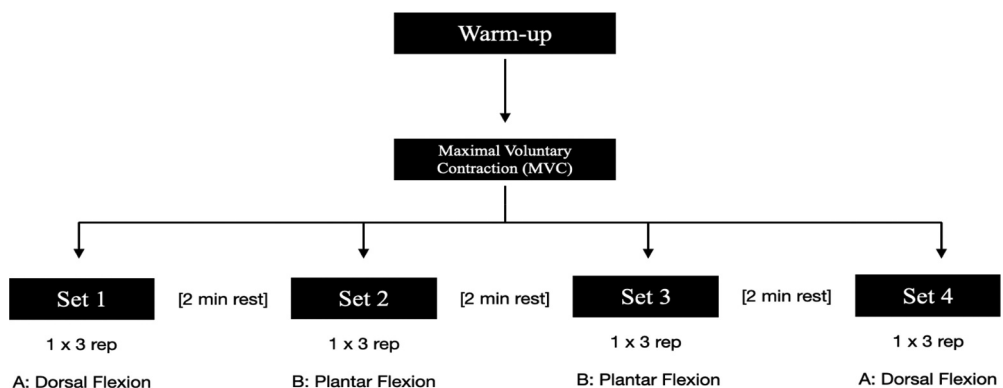 Warm-up
Maximal Voluntary
Contraction (MVC)
Set 1
[2 min rest]
Set 2
[2 min rest]
Set 3
[2 min rest]
Set 4
1 x 3 rep
1 x 3 rep
1 x 3 rep
1 x 3 rep
A: Dorsal Flexion
B: Plantar Flexion
B: Plantar Flexion
A: Dorsal Flexion